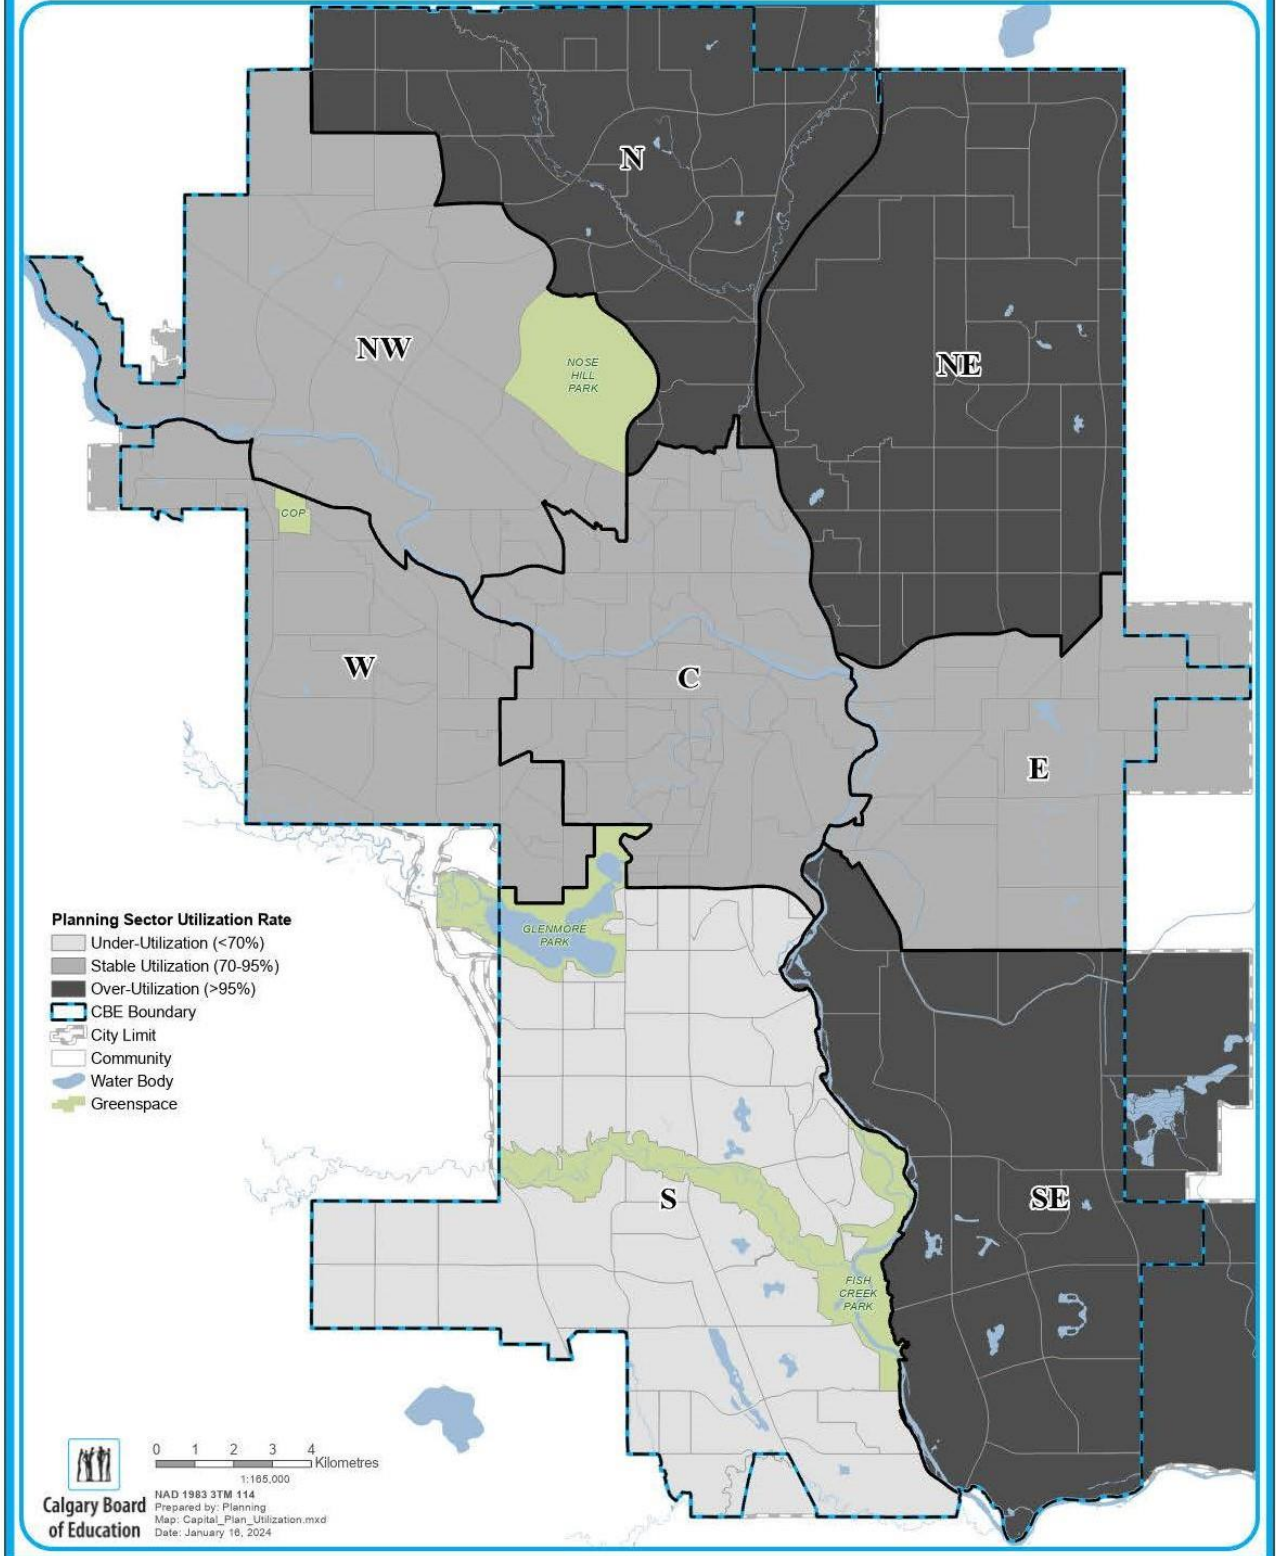 N
NW
NOSE
HILL
PARK
NE
COP
W
C
E
Planning Sector Utilization Rate
Under-Utilization (<70%)
Stable Utilization (70-95%)
Over-Utilization (>95%)
CBE Boundary
City Limit
Community
Water Body
Greenspace
GLENMORE
PARK
S
SE
FISH
CREEK
PARK
0 1 2 3 4
Kilometres
1:165,000
Calgary Board
of Education
NAD 1983 3TM 114
Prepared by: Planning
Map: Capital_Plan_Utilization.mxd
Date: January 16, 2024